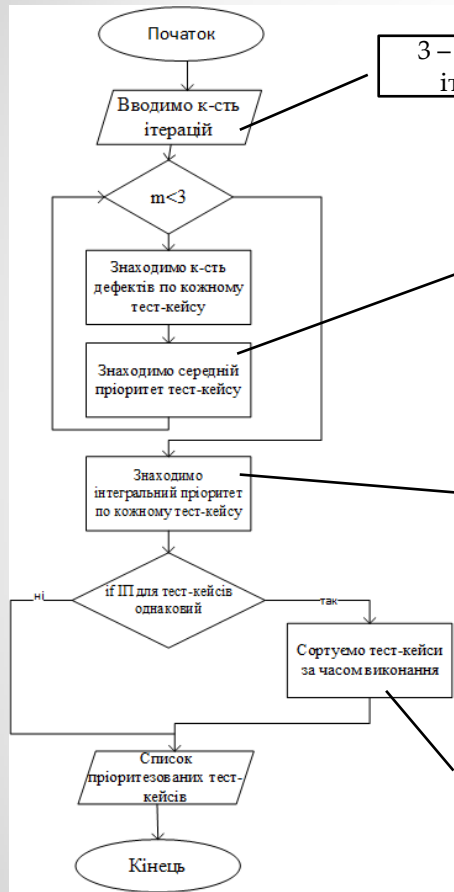 Початок
3 –
іт
Вводимо к-сть
ітерацій
m<3
Знаходимо к-сть
дефектів по кожному
тест-кейсу
Знаходимо середній
пріоритет тест-кейсу
Знаходимо
інтегральний пріоритет
по кожному тест-кейсу
if ІП для тест-кейсів
однаковий
ні
так
Сортуємо тест-кейси
за часом виконання
Список
пріоритезованих тест-
кейсів
Кінець